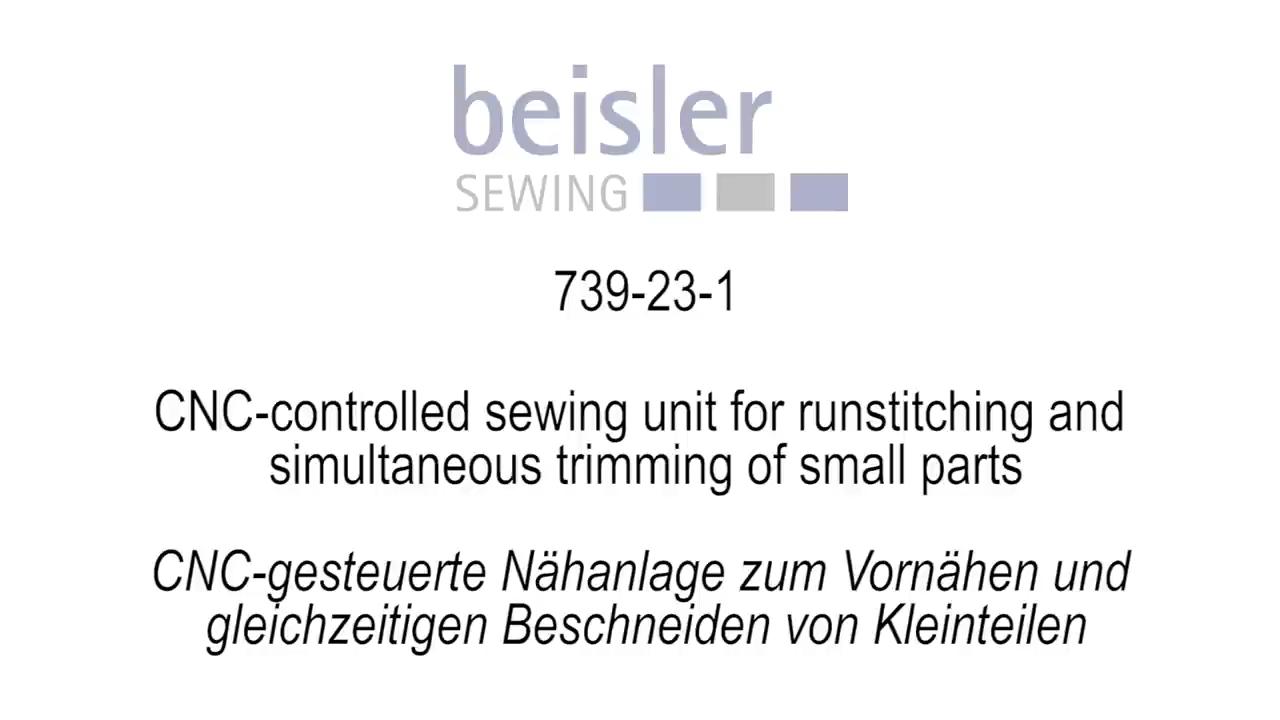 beisler
SEWING
739-23-1
CNC-controlled sewing unit for runstitching and
simultaneous trimming of small parts
CNC-gesteuerte Nähanlage zum Vornähen und
gleichzeitigen Beschneiden von Kleinteilen